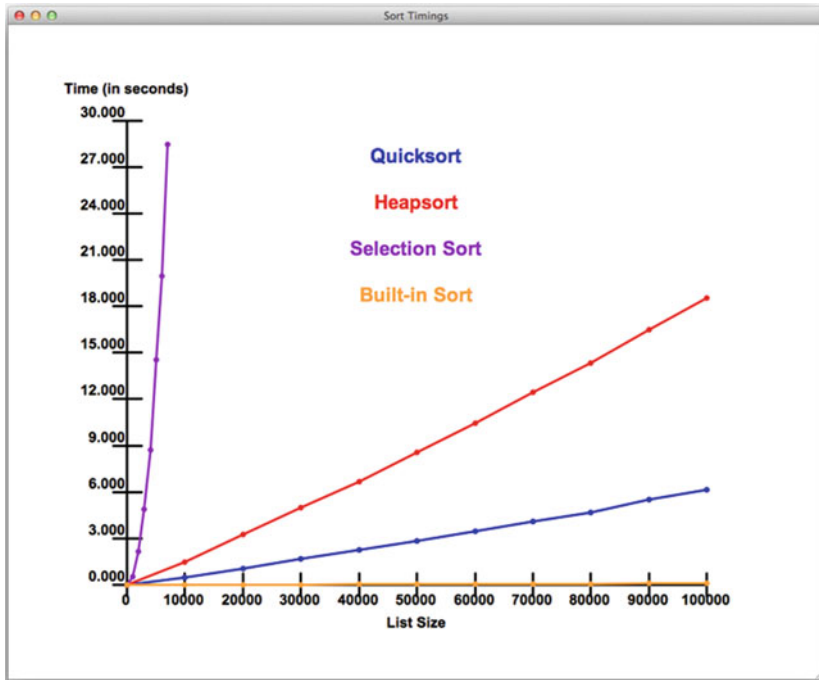 Sort Timings
Time (in seconds)
30.000
27.000
24.000
21.000
18.000
15.000
12.000
9.000
6.000
3.000
0.000
Quicksort
Heapsort
Selection Sort
Built-in Sort
0 10000 20000 30000 40000 50000 60000 70000 80000 90000 100000
List Size